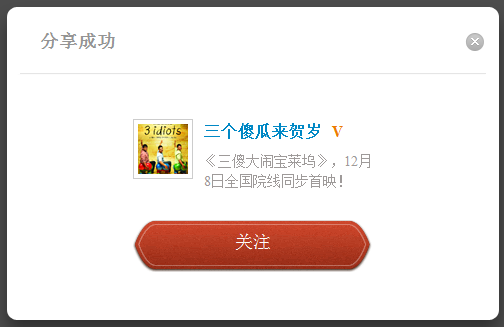 分享成功
3 idiots
三个傻瓜来贺岁 V
《三傻大闹宝莱坞》，12月
8日全国院线同步首映！
关注